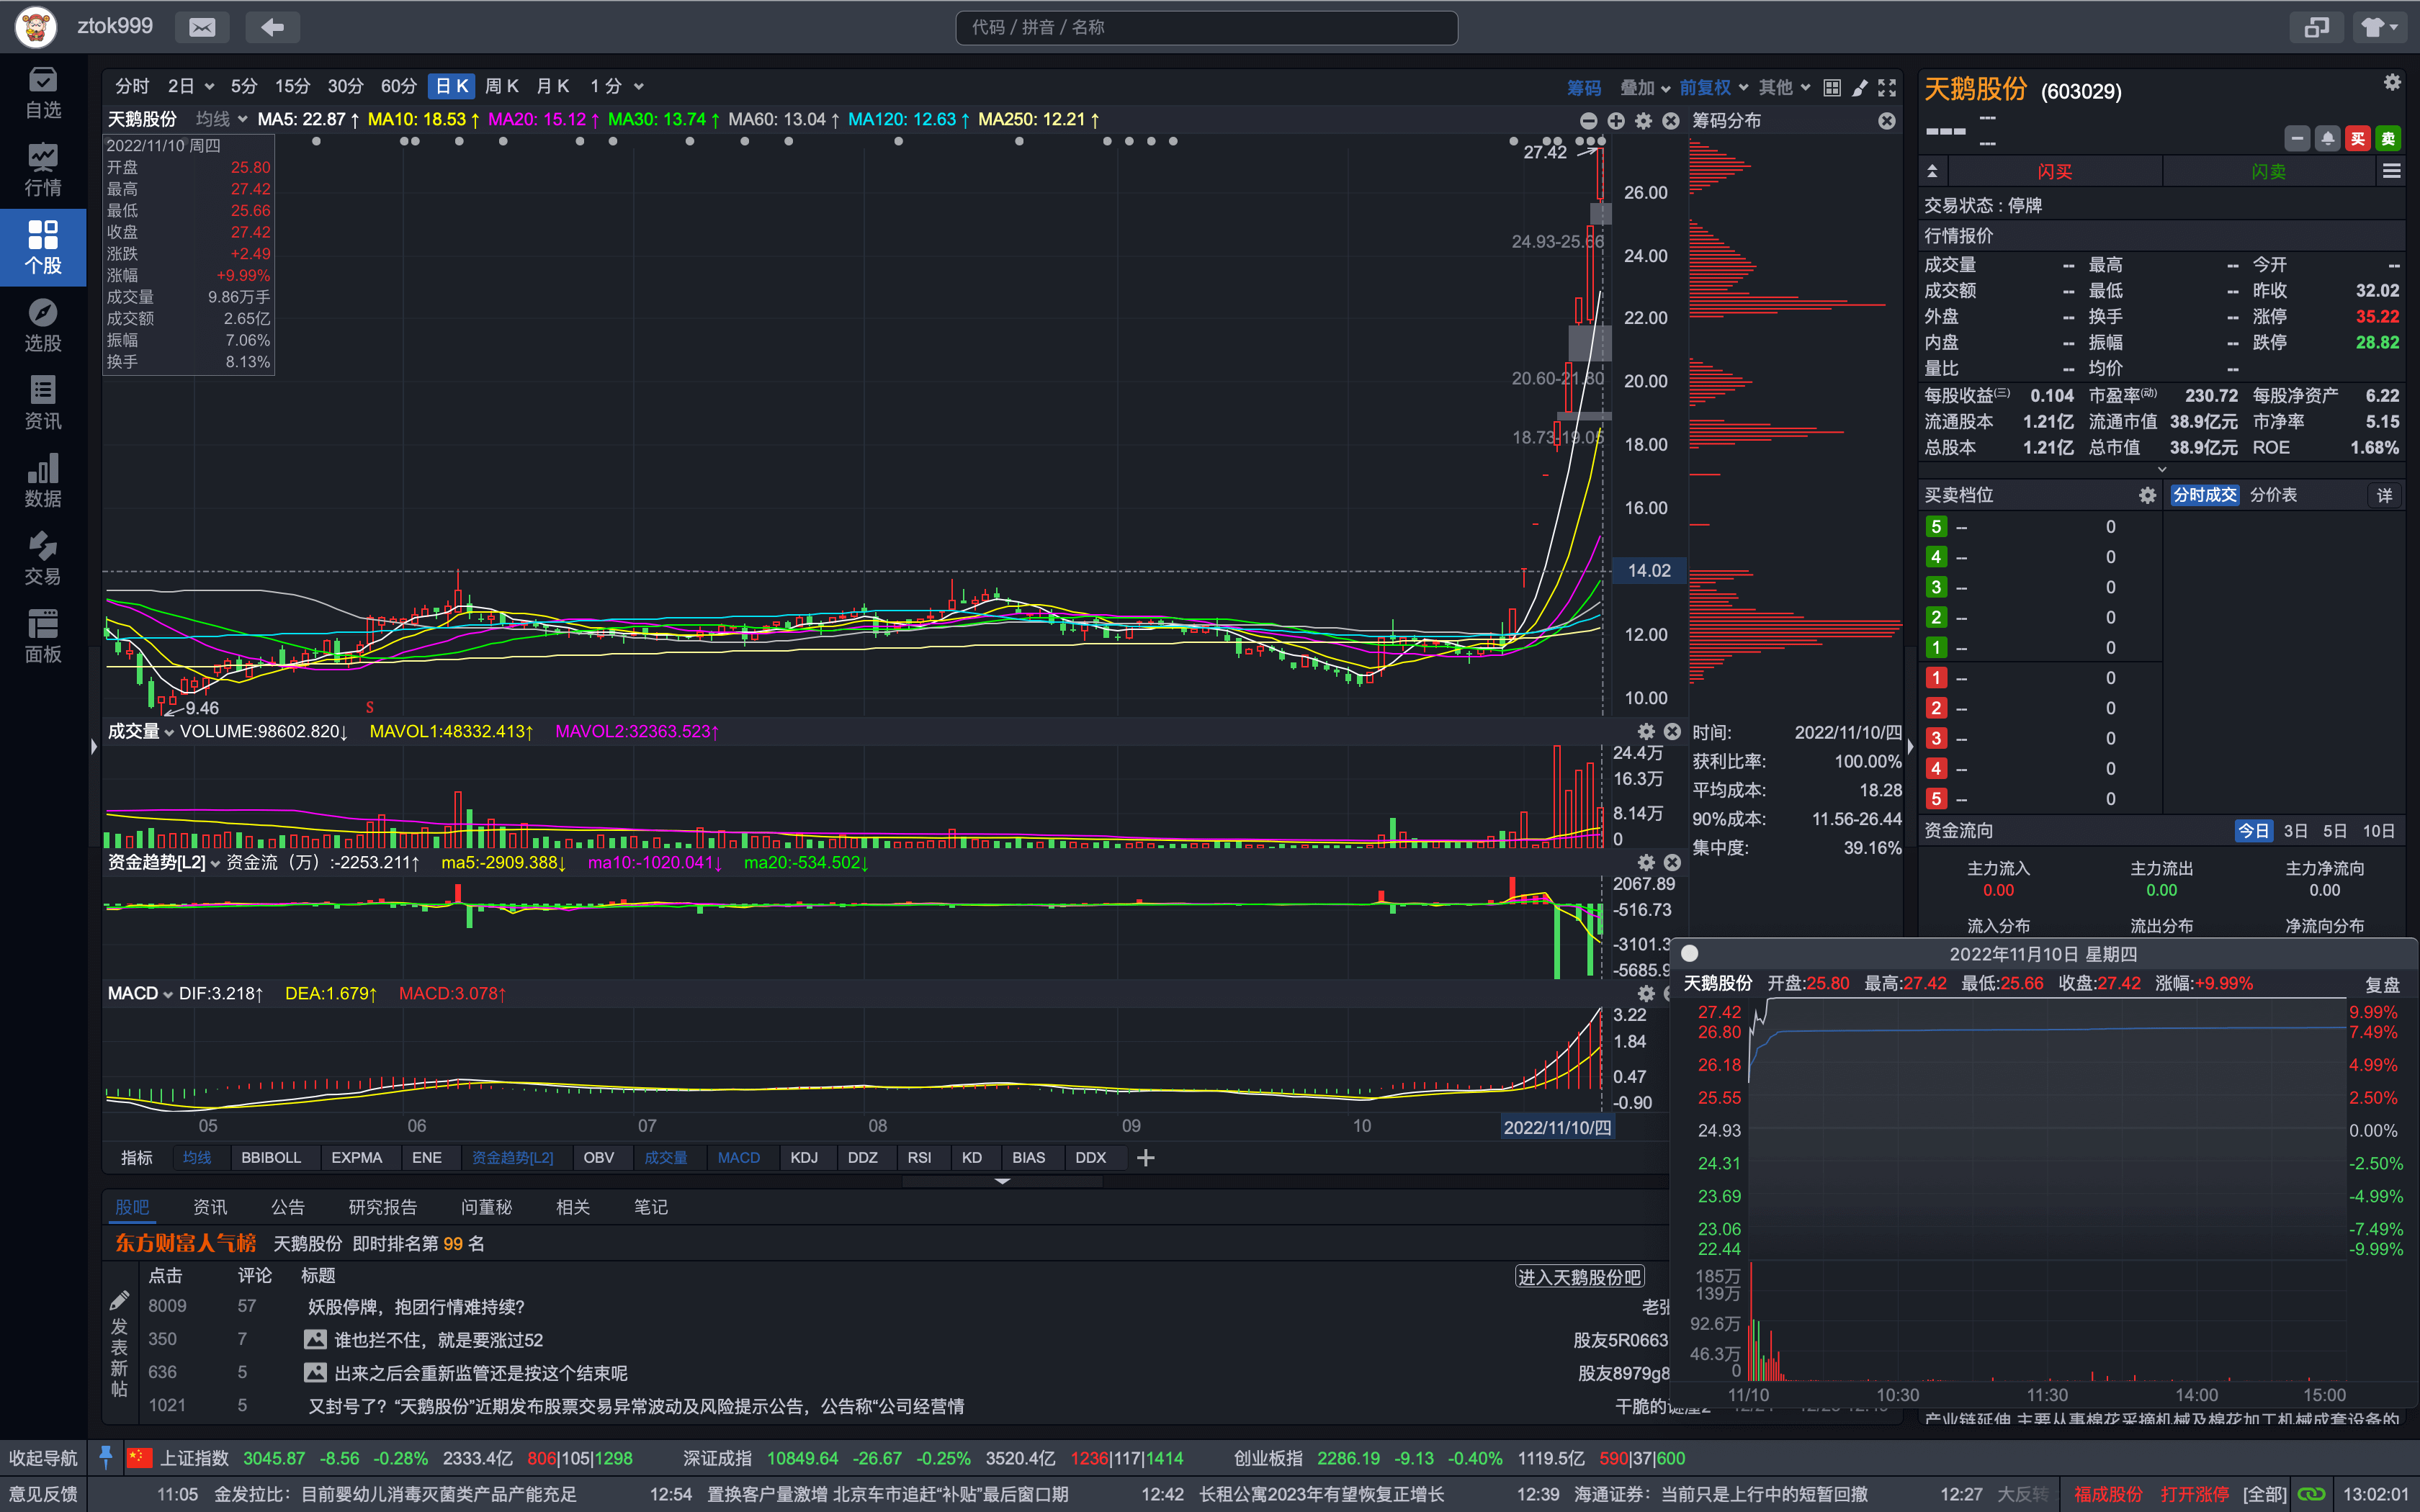 ztok999
代码 / 拼音 / 名称
自选
行情
个股
选股
资讯
数据
交易
面板
分时 2日 5分 15分 30分 60分 日K 周K 月K 1分 筹码 叠加 前复权 其他
天鹅股份 均线 MA5: 22.87↑ MA10: 18.53↑ MA20: 15.12↑ MA30: 13.74↑ MA60: 13.04↑ MA120: 12.63↑ MA250: 12.21↑
筹码分布
2022/11/10 周四
开盘 25.80
最高 27.42
最低 25.66
收盘 27.42
涨跌 +2.49
涨幅 +9.99%
成交量 9.86万手
成交额 2.65亿
振幅 7.06%
换手 8.13%
27.42
24.93-25.66
20.60-21.80
18.73-19.05
9.46
S
26.00
24.00
22.00
20.00
18.00
16.00
14.02
12.00
10.00
成交量 VOLUME:98602.820↓ MAVOL1:48332.413↑ MAVOL2:32363.523↑
24.4万
16.3万
8.14万
0
资金趋势[L2] 资金流（万）:-2253.211↑ ma5:-2909.388↓ ma10:-1020.041↓ ma20:-534.502↓
2067.89
-516.73
-3101.3
-5685.9
MACD DIF:3.218↑ DEA:1.679↑ MACD:3.078↑
3.22
1.84
0.47
-0.90
05 06 07 08 09 10 2022/11/10/四
时间: 2022/11/10/四
获利比率: 100.00%
平均成本: 18.28
90%成本: 11.56-26.44
集中度: 39.16%
指标 均线 BBIBOLL EXPMA ENE 资金趋势[L2] OBV 成交量 MACD KDJ DDZ RSI KD BIAS DDX
股吧 资讯 公告 研究报告 问董秘 相关 笔记
东方财富人气榜 天鹅股份 即时排名第 99 名
点击 评论 标题 进入天鹅股份吧
发表新帖
8009 57 妖股停牌，抱团行情难持续? 老张
350 7 谁也拦不住，就是要涨过52 股友5R0663
636 5 出来之后会重新监管还是按这个结束呢 股友8979g8
1021 5 又封号了？“天鹅股份”近期发布股票交易异常波动及风险提示公告，公告称“公司经营情 干脆的
天鹅股份 (603029)
---
---
---
买 卖
闪买 闪卖
交易状态 : 停牌
行情报价
成交量 -- 最高 -- 今开 --
成交额 -- 最低 -- 昨收 32.02
外盘 -- 换手 -- 涨停 35.22
内盘 -- 振幅 -- 跌停 28.82
量比 -- 均价 --
每股收益(三) 0.104 市盈率(动) 230.72 每股净资产 6.22
流通股本 1.21亿 流通市值 38.9亿元 市净率 5.15
总股本 1.21亿 总市值 38.9亿元 ROE 1.68%
买卖档位 分时成交 分价表 详
5 -- 0
4 -- 0
3 -- 0
2 -- 0
1 -- 0
1 -- 0
2 -- 0
3 -- 0
4 -- 0
5 -- 0
资金流向 今日 3日 5日 10日
主力流入 主力流出 主力净流向
0.00 0.00 0.00
流入分布 流出分布 净流向分布
2022年11月10日 星期四
天鹅股份 开盘:25.80 最高:27.42 最低:25.66 收盘:27.42 涨幅:+9.99% 复盘
27.42 9.99%
26.80 7.49%
26.18 4.99%
25.55 2.50%
24.93 0.00%
24.31 -2.50%
23.69 -4.99%
23.06 -7.49%
22.44 -9.99%
185万
139万
92.6万
46.3万
0
11/10 10:30 11:30 14:00 15:00
产业链延伸,主要从事棉花采摘机械及棉花加工机械成套设备的
收起导航 上证指数 3045.87 -8.56 -0.28% 2333.4亿 806|105|1298 深证成指 10849.64 -26.67 -0.25% 3520.4亿 1236|117|1414 创业板指 2286.19 -9.13 -0.40% 1119.5亿 590|37|600
意见反馈 11:05 金发拉比：目前婴幼儿消毒灭菌类产品产能充足 12:54 置换客户量激增 北京车市追赶“补贴”最后窗口期 12:42 长租公寓2023年有望恢复正增长 12:39 海通证券：当前只是上行中的短暂回撤 12:27 大反转 福成股份 打开涨停 [全部] 13:02:01